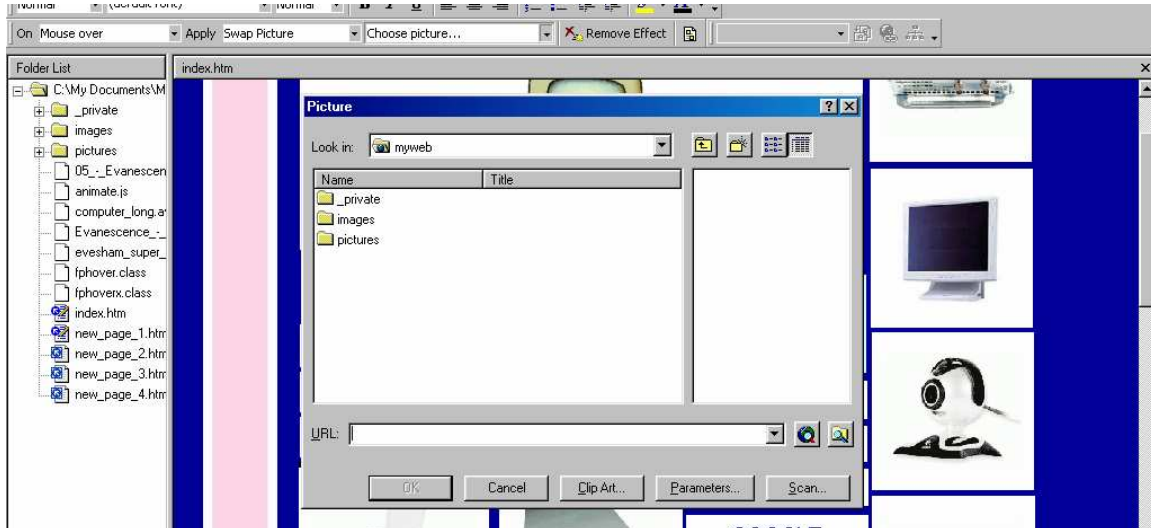 Normal (default font) Normal B I U
On Mouse over Apply Swap Picture Choose picture... Remove Effect
Folder List index.htm
C:\My Documents\M
_private
images
pictures
05_-_Evanescen
animate.js
computer_long.a
Evanescence_-_
evesham_super_
fphover.class
fphoverx.class
index.htm
new_page_1.htm
new_page_2.htm
new_page_3.htm
new_page_4.htm
Picture
Look in: myweb
Name Title
_private
images
pictures
URL:
OK Cancel Clip Art... Parameters... Scan...